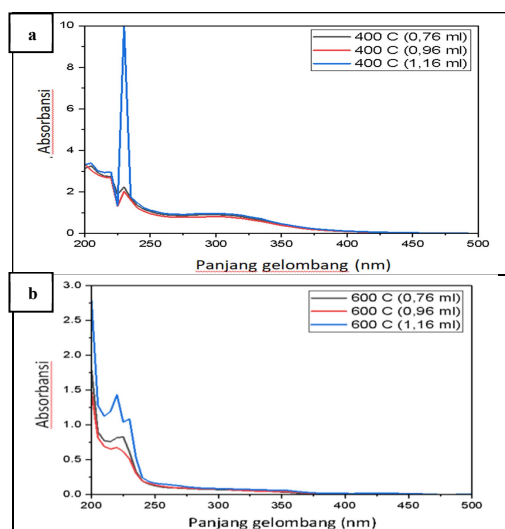 a
10
8
6
4
2
0
Absorbansi
400 C (0,76 ml)
400 C (0,96 ml)
400 C (1,16 ml)
200 250 300 350 400 450 500
Panjang gelombang (nm)
b
3.0
2.5
2.0
1.5
1.0
0.5
0.0
Absorbansi
600 C (0,76 ml)
600 C (0,96 ml)
600 C (1,16 ml)
200 250 300 350 400 450 500
Panjang gelombang (nm)